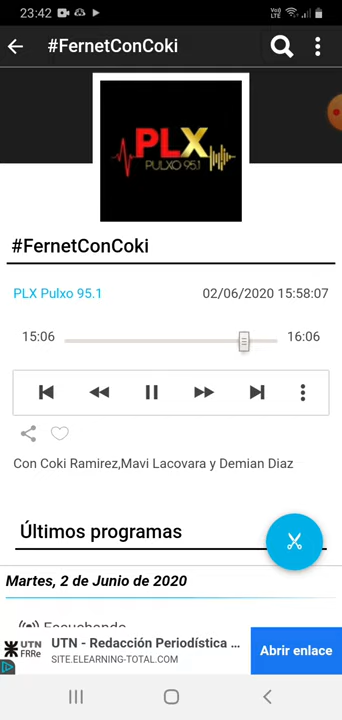 23:42
#FernetConCoki
PLX
PULXO 95.1
#FernetConCoki
PLX Pulxo 95.1 02/06/2020 15:58:07
15:06 16:06
Con Coki Ramirez,Mavi Lacovara y Demian Diaz
Últimos programas
Martes, 2 de Junio de 2020
Escuchando
UTN FRRe
UTN - Redacción Periodística ...
SITE.ELEARNING-TOTAL.COM
Abrir enlace